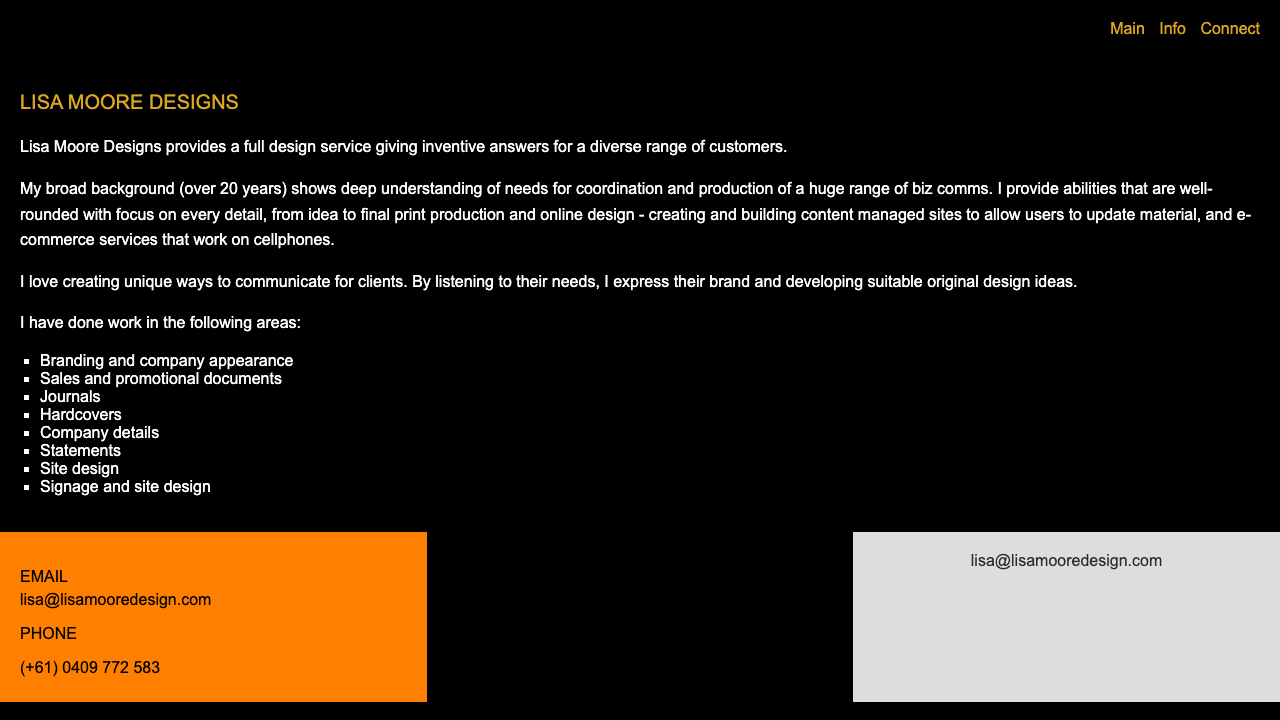 Main Info Connect
LISA MOORE DESIGNS
Lisa Moore Designs provides a full design service giving inventive answers for a diverse range of customers.
My broad background (over 20 years) shows deep understanding of needs for coordination and production of a huge range of biz comms. I provide abilities that are well-
rounded with focus on every detail, from idea to final print production and online design - creating and building content managed sites to allow users to update material, and e-
commerce services that work on cellphones.
I love creating unique ways to communicate for clients. By listening to their needs, I express their brand and developing suitable original design ideas.
I have done work in the following areas:
Branding and company appearance
Sales and promotional documents
Journals
Hardcovers
Company details
Statements
Site design
Signage and site design
EMAIL
lisa@lisamooredesign.com
PHONE
(+61) 0409 772 583
lisa@lisamooredesign.com